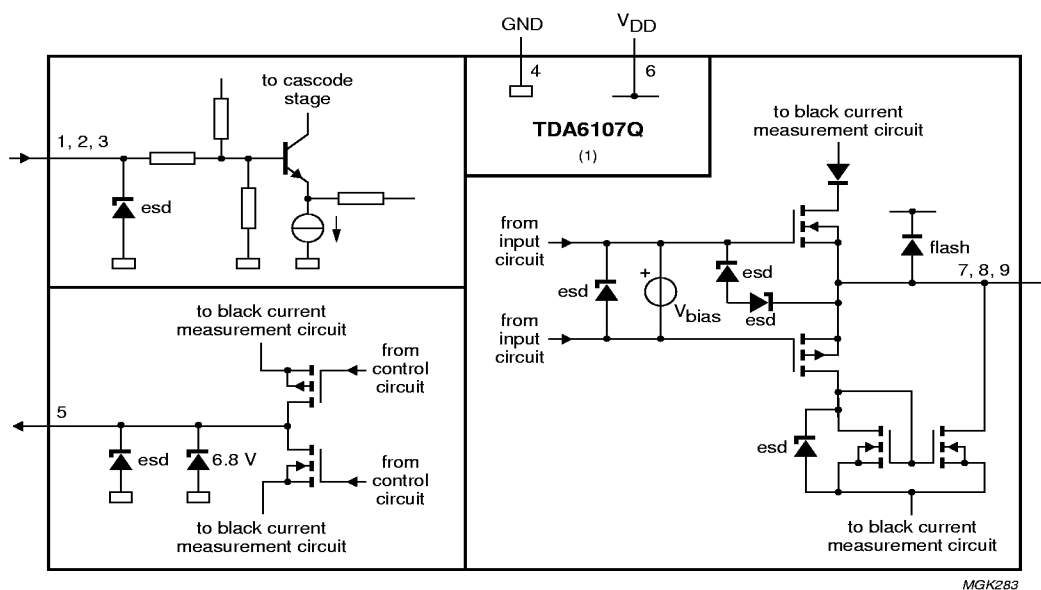 GND
VDD
4
6
TDA6107Q
(1)
to cascode
stage
1, 2, 3
esd
to black current
measurement circuit
from
input
circuit
flash
7, 8, 9
esd
esd
+
Vbias
esd
from
input
circuit
esd
to black current
measurement circuit
to black current
measurement circuit
from
control
circuit
5
esd
6.8 V
from
control
circuit
to black current
measurement circuit
MGK283